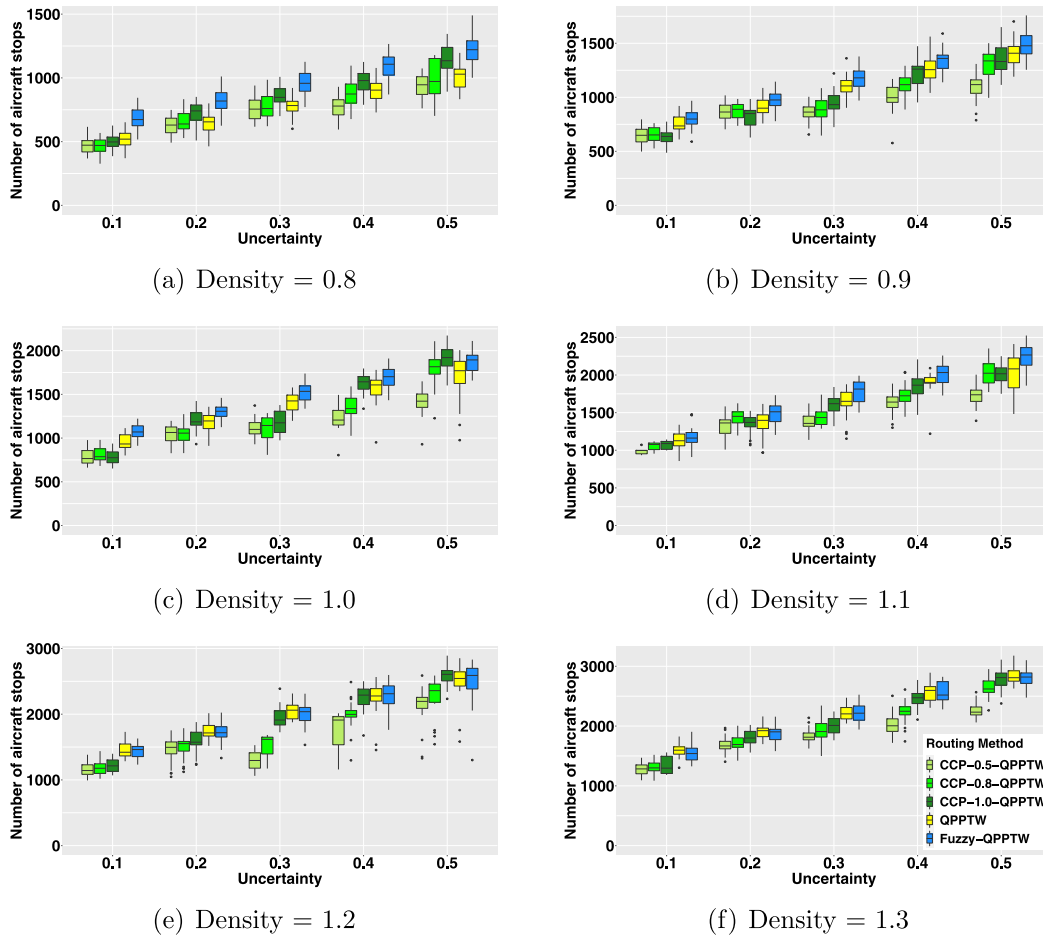 Number of aircraft stops
1500
1000
500
0
0.1 0.2 0.3 0.4 0.5
Uncertainty
(a) Density = 0.8
Number of aircraft stops
1500
1000
500
0
0.1 0.2 0.3 0.4 0.5
Uncertainty
(b) Density = 0.9
Number of aircraft stops
2000
1500
1000
500
0
0.1 0.2 0.3 0.4 0.5
Uncertainty
(c) Density = 1.0
Number of aircraft stops
2500
2000
1500
1000
500
0
0.1 0.2 0.3 0.4 0.5
Uncertainty
(d) Density = 1.1
Number of aircraft stops
3000
2000
1000
0
0.1 0.2 0.3 0.4 0.5
Uncertainty
(e) Density = 1.2
Number of aircraft stops
3000
2000
1000
0
Routing Method
CCP−0.5−QPPTW
CCP−0.8−QPPTW
CCP−1.0−QPPTW
QPPTW
Fuzzy−QPPTW
0.1 0.2 0.3 0.4 0.5
Uncertainty
(f) Density = 1.3